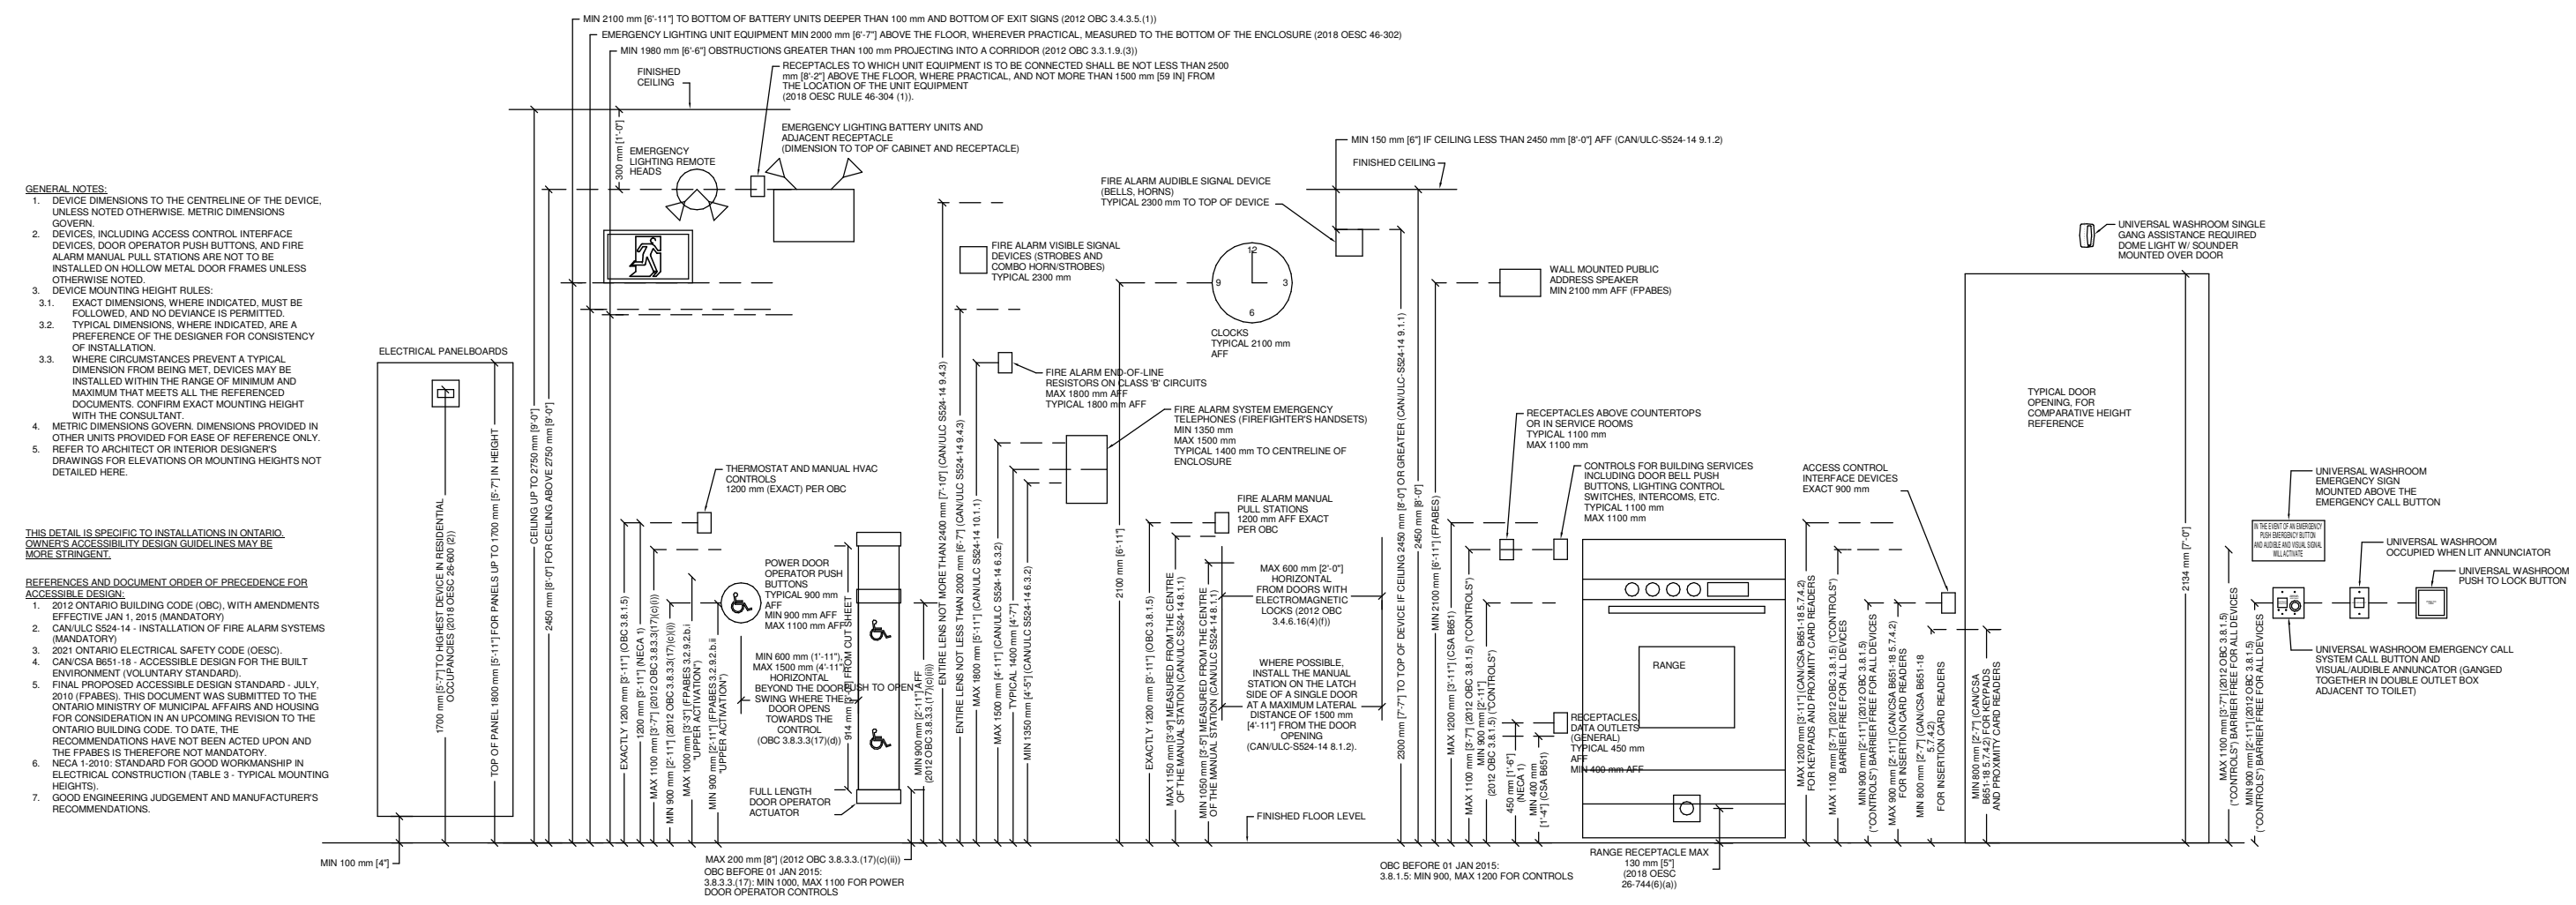 MIN 2100 mm [6'-11"] TO BOTTOM OF BATTERY UNITS DEEPER THAN 100 mm AND BOTTOM OF EXIT SIGNS (2012 OBC 3.4.3.5.(1))
EMERGENCY LIGHTING UNIT EQUIPMENT MIN 2000 mm [6'-7"] ABOVE THE FLOOR, WHEREVER PRACTICAL, MEASURED TO THE BOTTOM OF THE ENCLOSURE (2018 OESC 46-302)
MIN 1980 mm [6'-6"] OBSTRUCTIONS GREATER THAN 100 mm PROJECTING INTO A CORRIDOR (2012 OBC 3.3.1.9.(3))
RECEPTACLES TO WHICH UNIT EQUIPMENT IS TO BE CONNECTED SHALL BE NOT LESS THAN 2500
mm [8'-2"] ABOVE THE FLOOR, WHERE PRACTICAL, AND NOT MORE THAN 1500 mm [59 IN] FROM
THE LOCATION OF THE UNIT EQUIPMENT
(2018 OESC RULE 46-304 (1)).
FINISHED
CEILING
300 mm [1'-0"]
EMERGENCY
LIGHTING REMOTE
HEADS
EMERGENCY LIGHTING BATTERY UNITS AND
ADJACENT RECEPTACLE
(DIMENSION TO TOP OF CABINET AND RECEPTACLE)
MIN 150 mm [6"] IF CEILING LESS THAN 2450 mm [8'-0"] AFF (CAN/ULC-S524-14 9.1.2)
FINISHED CEILING
FIRE ALARM AUDIBLE SIGNAL DEVICE
(BELLS, HORNS)
TYPICAL 2300 mm TO TOP OF DEVICE
GENERAL NOTES:
1. DEVICE DIMENSIONS TO THE CENTRELINE OF THE DEVICE,
UNLESS NOTED OTHERWISE. METRIC DIMENSIONS
GOVERN.
2. DEVICES, INCLUDING ACCESS CONTROL INTERFACE
DEVICES, DOOR OPERATOR PUSH BUTTONS, AND FIRE
ALARM MANUAL PULL STATIONS ARE NOT TO BE
INSTALLED ON HOLLOW METAL DOOR FRAMES UNLESS
OTHERWISE NOTED.
3. DEVICE MOUNTING HEIGHT RULES:
3.1. EXACT DIMENSIONS, WHERE INDICATED, MUST BE
FOLLOWED, AND NO DEVIANCE IS PERMITTED.
3.2. TYPICAL DIMENSIONS, WHERE INDICATED, ARE A
PREFERENCE OF THE DESIGNER FOR CONSISTENCY
OF INSTALLATION.
3.3. WHERE CIRCUMSTANCES PREVENT A TYPICAL
DIMENSION FROM BEING MET, DEVICES MAY BE
INSTALLED WITHIN THE RANGE OF MINIMUM AND
MAXIMUM THAT MEETS ALL THE REFERENCED
DOCUMENTS. CONFIRM EXACT MOUNTING HEIGHT
WITH THE CONSULTANT.
4. METRIC DIMENSIONS GOVERN. DIMENSIONS PROVIDED IN
OTHER UNITS PROVIDED FOR EASE OF REFERENCE ONLY.
5. REFER TO ARCHITECT OR INTERIOR DESIGNER'S
DRAWINGS FOR ELEVATIONS OR MOUNTING HEIGHTS NOT
DETAILED HERE.
THIS DETAIL IS SPECIFIC TO INSTALLATIONS IN ONTARIO.
OWNER'S ACCESSIBILITY DESIGN GUIDELINES MAY BE
MORE STRINGENT.
REFERENCES AND DOCUMENT ORDER OF PRECEDENCE FOR
ACCESSIBLE DESIGN:
1. 2012 ONTARIO BUILDING CODE (OBC), WITH AMENDMENTS
EFFECTIVE JAN 1, 2015 (MANDATORY)
2. CAN/ULC S524-14 - INSTALLATION OF FIRE ALARM SYSTEMS
(MANDATORY)
3. 2021 ONTARIO ELECTRICAL SAFETY CODE (OESC).
4. CAN/CSA B651-18 - ACCESSIBLE DESIGN FOR THE BUILT
ENVIRONMENT (VOLUNTARY STANDARD).
5. FINAL PROPOSED ACCESSIBLE DESIGN STANDARD - JULY,
2010 (FPABES). THIS DOCUMENT WAS SUBMITTED TO THE
ONTARIO MINISTRY OF MUNICIPAL AFFAIRS AND HOUSING
FOR CONSIDERATION IN AN UPCOMING REVISION TO THE
ONTARIO BUILDING CODE. TO DATE, THE
RECOMMENDATIONS HAVE NOT BEEN ACTED UPON AND
THE FPABES IS THEREFORE NOT MANDATORY.
6. NECA 1-2010: STANDARD FOR GOOD WORKMANSHIP IN
ELECTRICAL CONSTRUCTION (TABLE 3 - TYPICAL MOUNTING
HEIGHTS).
7. GOOD ENGINEERING JUDGEMENT AND MANUFACTURER'S
RECOMMENDATIONS.
ELECTRICAL PANELBOARDS
1700 mm [5'-7"] TO HIGHEST DEVICE IN RESIDENTIAL
OCCUPANCIES (2018 OESC 26-600 (2))
TOP OF PANEL 1800 mm [5'-11"] FOR PANELS UP TO 1700 mm [5'-7"] IN HEIGHT
MIN 100 mm [4"]
CEILING UP TO 2750 mm [9'-0"]
2450 mm [8'-0"] FOR CEILING ABOVE 2750 mm [9'-0"]
THERMOSTAT AND MANUAL HVAC
CONTROLS
1200 mm (EXACT) PER OBC
EXACTLY 1200 mm [3'-11"] (OBC 3.8.1.5)
1200 mm [3'-11"] (NECA 1)
MAX 1100 mm [3'-7"] (2012 OBC 3.8.3.3(17)(c)(i))
MIN 900 mm [2'-11"] (2012 OBC 3.8.3.3(17)(c)(i))
MAX 1000 mm [3'-3"] (FPABES 3.2.9.2.b.i
"UPPER ACTIVATION")
MIN 900 mm [2'-11"] (FPABES 3.2.9.2.b.ii
"UPPER ACTIVATION")
POWER DOOR
OPERATOR PUSH
BUTTONS
TYPICAL 900 mm
AFF
MIN 900 mm AFF
MAX 1100 mm AFF
MIN 600 mm (1'-11")
MAX 1500 mm (4'-11")
HORIZONTAL
BEYOND THE DOOR
SWING WHERE THE
DOOR OPENS
TOWARDS THE
CONTROL
(OBC 3.8.3.3(17)(d))
PUSH TO OPEN
914 mm [3'-0"] FROM CUT SHEET
FULL LENGTH
DOOR OPERATOR
ACTUATOR
MAX 200 mm [8"] (2012 OBC 3.8.3.3.(17)(c)(ii))
OBC BEFORE 01 JAN 2015:
3.8.3.3.(17): MIN 1000, MAX 1100 FOR POWER
DOOR OPERATOR CONTROLS
MIN 900 mm [2'-11"] AFF
(2012 OBC 3.8.3.3.(17)(c)(ii))
ENTIRE LENS NOT MORE THAN 2400 mm [7'-10"] (CAN/ULC S524-14 9.4.3)
ENTIRE LENS NOT LESS THAN 2000 mm [6'-7"] (CAN/ULC S524-14 9.4.3)
MAX 1800 mm [5'-11"] (CAN/ULC S524-14 10.1.1)
MAX 1500 mm [4'-11"] (CAN/ULC S524-14 6.3.2)
TYPICAL 1400 mm [4'-7"]
MIN 1350 mm [4'-5"] (CAN/ULC S524-14 6.3.2)
FIRE ALARM VISIBLE SIGNAL
DEVICES (STROBES AND
COMBO HORN/STROBES)
TYPICAL 2300 mm
12
9
3
6
CLOCKS
TYPICAL 2100 mm
AFF
FIRE ALARM END-OF-LINE
RESISTORS ON CLASS 'B' CIRCUITS
MAX 1800 mm AFF
TYPICAL 1800 mm AFF
FIRE ALARM SYSTEM EMERGENCY
TELEPHONES (FIREFIGHTER'S HANDSETS)
MIN 1350 mm
MAX 1500 mm
TYPICAL 1400 mm TO CENTRELINE OF
ENCLOSURE
2100 mm [6'-11"]
FIRE ALARM MANUAL
PULL STATIONS
1200 mm AFF EXACT
PER OBC
EXACTLY 1200 mm [3'-11"] (OBC 3.8.1.5)
MAX 1150 mm [3'-9"] MEASURED FROM THE CENTRE
OF THE MANUAL STATION (CAN/ULC S524-14 8.1.1)
MIN 1050 mm [3'-5"] MEASURED FROM THE CENTRE
OF THE MANUAL STATION (CAN/ULC S524-14 8.1.1)
MAX 600 mm [2'-0"]
HORIZONTAL
FROM DOORS WITH
ELECTROMAGNETIC
LOCKS (2012 OBC
3.4.6.16(4)(f))
WHERE POSSIBLE,
INSTALL THE MANUAL
STATION ON THE LATCH
SIDE OF A SINGLE DOOR
AT A MAXIMUM LATERAL
DISTANCE OF 1500 mm
[4'-11"] FROM THE DOOR
OPENING
(CAN/ULC-S524-14 8.1.2).
FINISHED FLOOR LEVEL
2300 mm [7'-7"] TO TOP OF DEVICE IF CEILING 2450 mm [8'-0"] OR GREATER (CAN/ULC-S524-14 9.1.1)
2450 mm [8'-0"]
MIN 2100 mm [6'-11"] (FPABES)
WALL MOUNTED PUBLIC
ADDRESS SPEAKER
MIN 2100 mm AFF (FPABES)
RECEPTACLES ABOVE COUNTERTOPS
OR IN SERVICE ROOMS
TYPICAL 1100 mm
MAX 1100 mm
CONTROLS FOR BUILDING SERVICES
INCLUDING DOOR BELL PUSH
BUTTONS, LIGHTING CONTROL
SWITCHES, INTERCOMS, ETC.
TYPICAL 1100 mm
MAX 1100 mm
MAX 1200 mm [3'-11"] (CSA B651)
MAX 1100 mm [3'-7"] (2012 OBC 3.8.1.5) ("CONTROLS")
MIN 900 mm [2'-11"]
(2012 OBC 3.8.1.5) ("CONTROLS")
450 mm [1'-6"]
(NECA 1)
MIN 400 mm
[1'-4"] (CSA B651)
RECEPTACLES,
DATA OUTLETS
(GENERAL)
TYPICAL 450 mm
AFF
MIN 400 mm AFF
OBC BEFORE 01 JAN 2015:
3.8.1.5: MIN 900, MAX 1200 FOR CONTROLS
RANGE
RANGE RECEPTACLE MAX
130 mm [5"]
(2018 OESC
26-744(6)(a))
ACCESS CONTROL
INTERFACE DEVICES
EXACT 900 mm
MAX 1200 mm [3'-11"] (CAN/CSA B651-18 5.7.4.2)
FOR KEYPADS AND PROXIMITY CARD READERS
MAX 1100 mm [3'-7"] (2012 OBC 3.8.1.5) ("CONTROLS")
BARRIER FREE FOR ALL DEVICES
MIN 900 mm [2'-11"] (2012 OBC 3.8.1.5)
("CONTROLS") BARRIER FREE FOR ALL DEVICES
MAX 900 mm [2'-11"] (CAN/CSA B651-18 5.7.4.2)
FOR INSERTION CARD READERS
MIN 800 mm [2'-7"] (CAN/CSA B651-18
5.7.4.2)
FOR INSERTION CARD READERS
MIN 800 mm [2'-7"] (CAN/CSA
B651-18 5.7.4.2) FOR KEYPADS
AND PROXIMITY CARD READERS
TYPICAL DOOR
OPENING, FOR
COMPARATIVE HEIGHT
REFERENCE
2134 mm [7'-0"]
UNIVERSAL WASHROOM SINGLE
GANG ASSISTANCE REQUIRED
DOME LIGHT W/ SOUNDER
MOUNTED OVER DOOR
UNIVERSAL WASHROOM
EMERGENCY SIGN
MOUNTED ABOVE THE
EMERGENCY CALL BUTTON
IN THE EVENT OF AN EMERGENCY
PUSH EMERGENCY BUTTON
AND AUDIBLE AND VISUAL SIGNAL
WILL ACTIVATE
UNIVERSAL WASHROOM
OCCUPIED WHEN LIT ANNUNCIATOR
UNIVERSAL WASHROOM
PUSH TO LOCK BUTTON
MAX 1100 mm [3'-7"] (2012 OBC 3.8.1.5)
("CONTROLS") BARRIER FREE FOR ALL DEVICES
MIN 900 mm [2'-11"] (2012 OBC 3.8.1.5)
("CONTROLS") BARRIER FREE FOR ALL DEVICES
UNIVERSAL WASHROOM EMERGENCY CALL
SYSTEM CALL BUTTON AND
VISUAL/AUDIBLE ANNUNCATOR (GANGED
TOGETHER IN DOUBLE OUTLET BOX
ADJACENT TO TOILET)